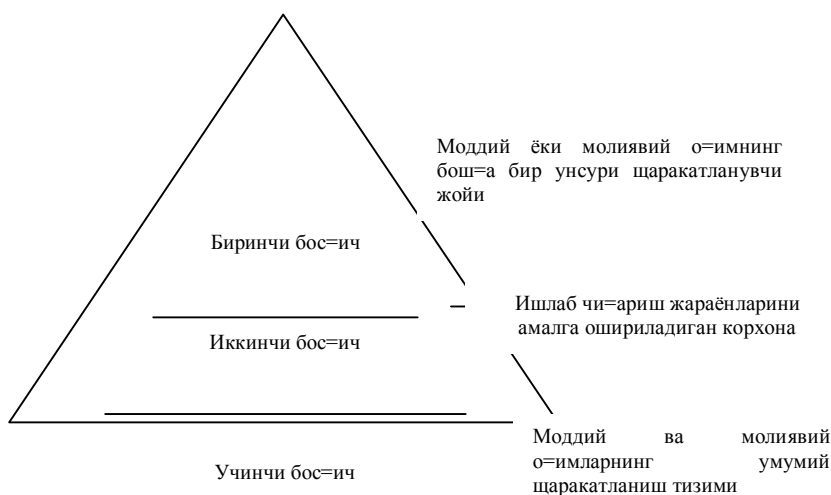 Моддий ёки молиявий о=имнинг
бош=а бир унсури щаракатланувчи
жойи
Биринчи бос=ич
Ишлаб чи=ариш жараёнларини
амалга ошириладиган корхона
Иккинчи бос=ич
Моддий ва молиявий
о=имларнинг умумий
щаракатланиш тизими
Учинчи бос=ич